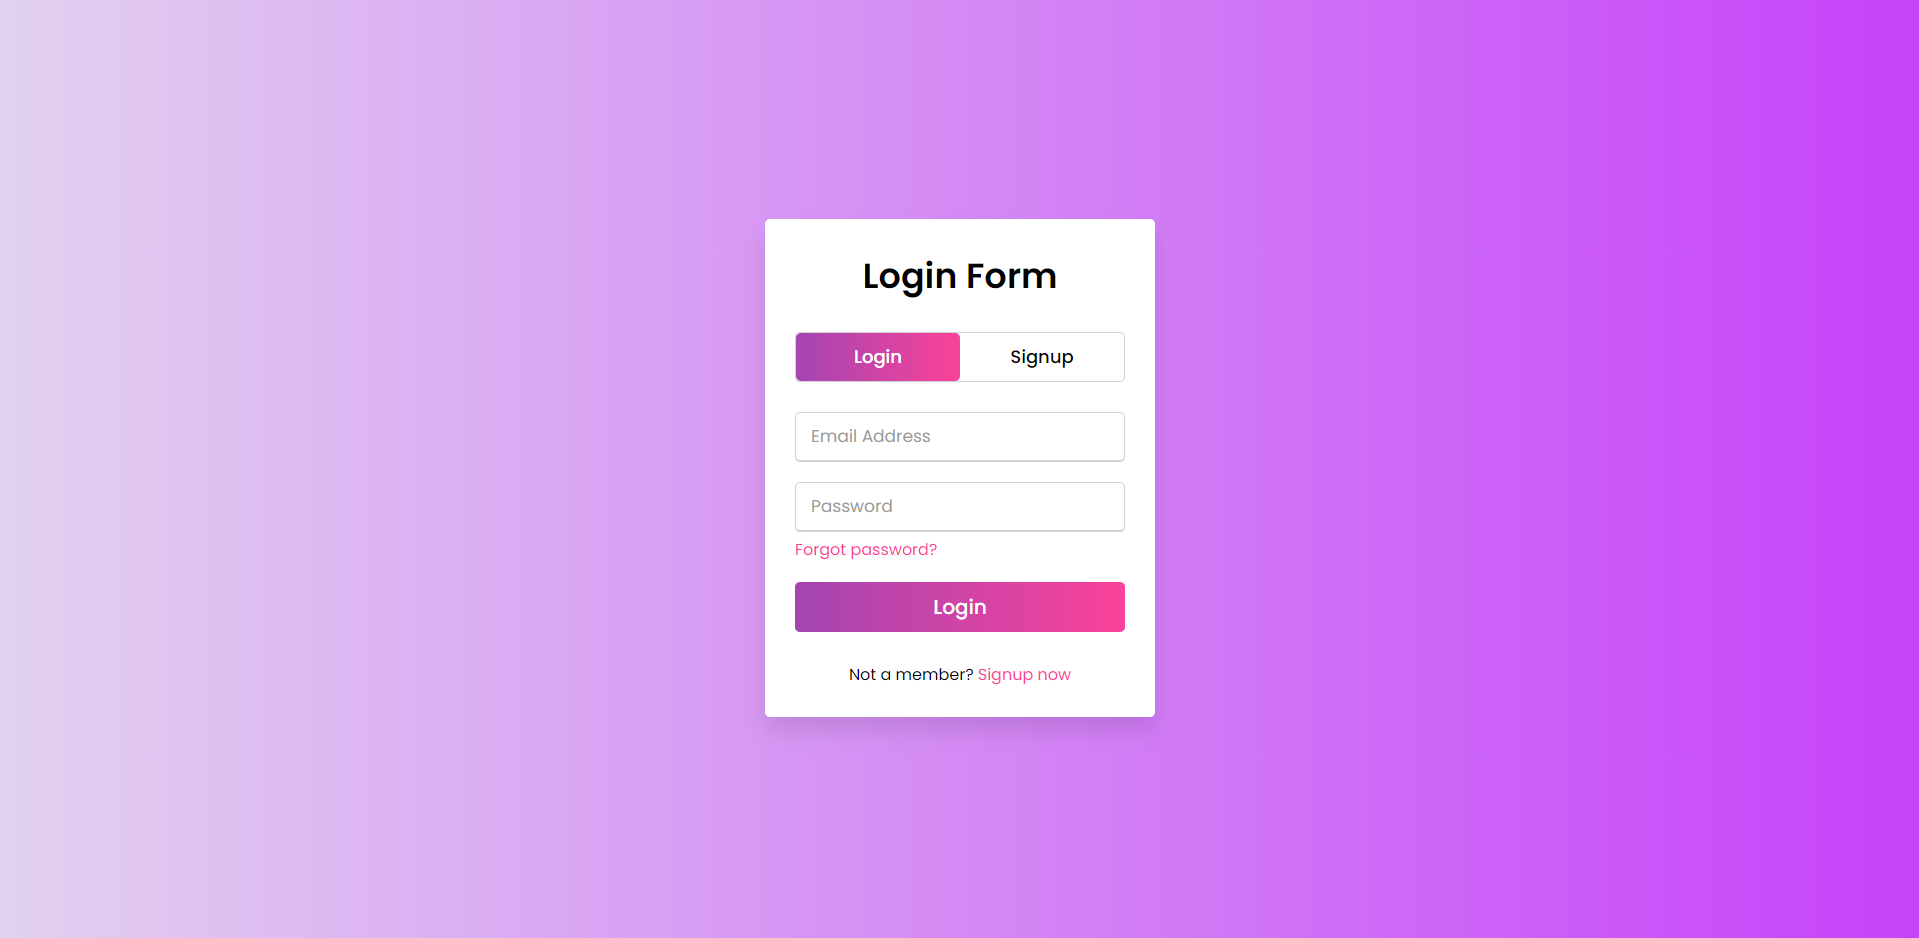 Login Form
Login Signup
Email Address
Password
Forgot password?
Login
Not a member? Signup now